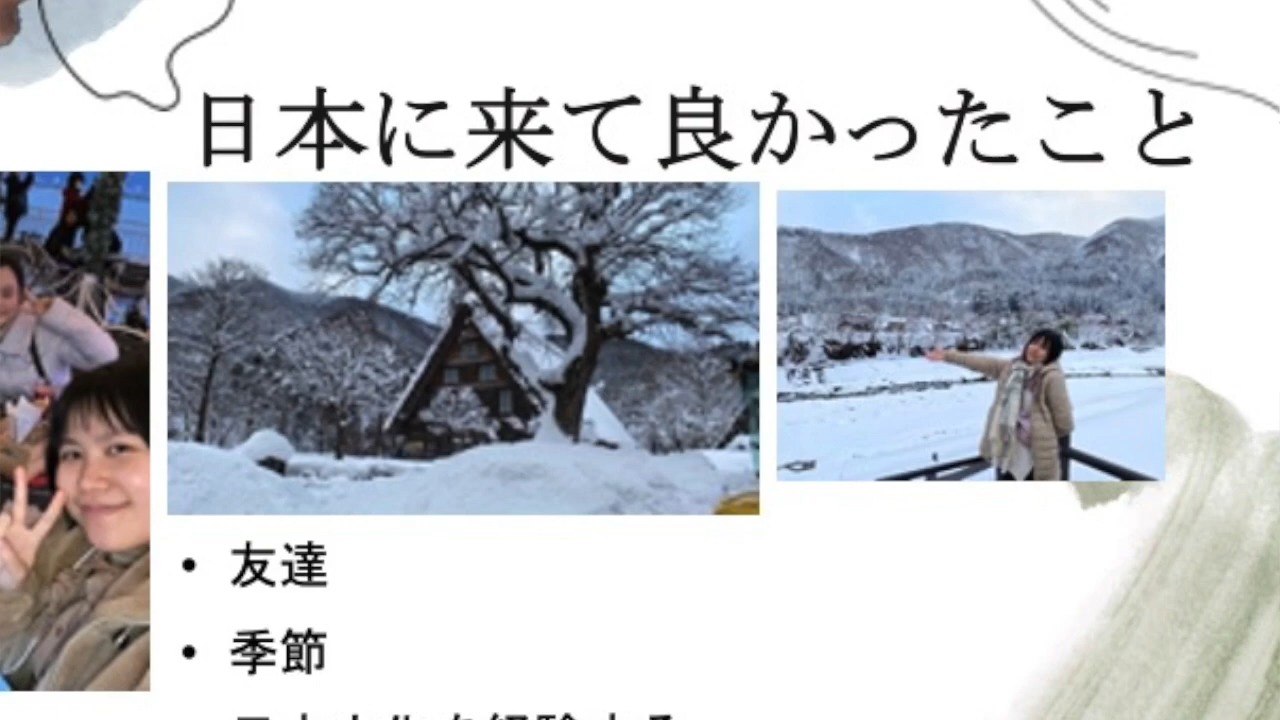 日本に来て良かったこと
• 友達
• 季節